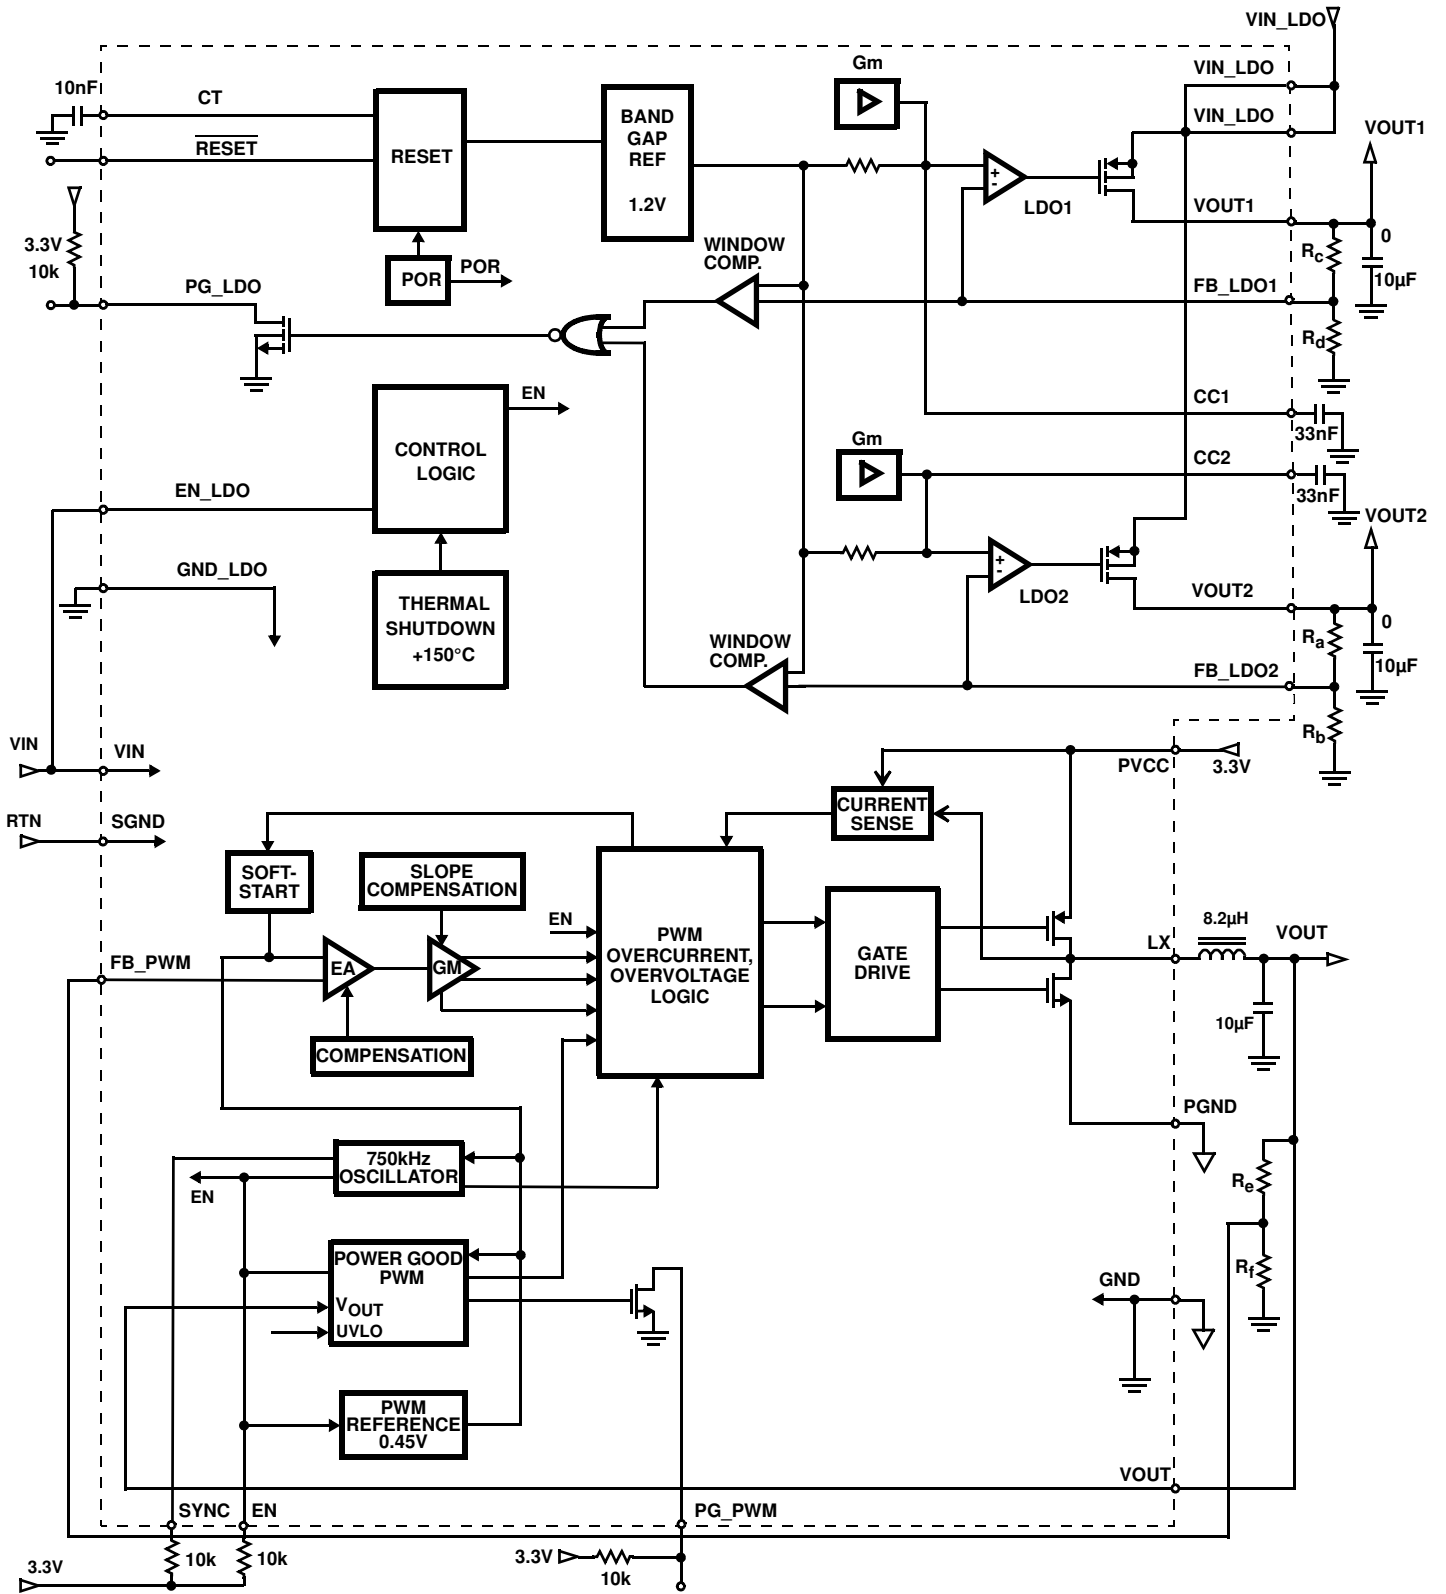 VIN_LDO
10nF
CT
RESET
RESET
BAND
GAP
REF
1.2V
Gm
VIN_LDO
VIN_LDO
VOUT1
LDO1
+
-
VOUT1
0
Rc
10µF
3.3V
10k
POR
POR
WINDOW
COMP.
PG_LDO
FB_LDO1
Rd
EN
CC1
33nF
CONTROL
LOGIC
Gm
CC2
33nF
EN_LDO
VOUT2
+
-
LDO2
GND_LDO
VOUT2
0
THERMAL
SHUTDOWN
+150°C
WINDOW
COMP.
Ra
10µF
FB_LDO2
Rb
VIN
VIN
PVCC
3.3V
RTN
SGND
CURRENT
SENSE
SOFT-
START
SLOPE
COMPENSATION
EN
PWM
OVERCURRENT,
OVERVOLTAGE
LOGIC
GATE
DRIVE
LX
8.2µH
VOUT
FB_PWM
EA
GM
10µF
COMPENSATION
PGND
750kHz
OSCILLATOR
EN
Re
POWER GOOD
PWM
VOUT
UVLO
GND
Rf
PWM
REFERENCE
0.45V
VOUT
SYNC
EN
PG_PWM
10k
10k
3.3V
3.3V
10k